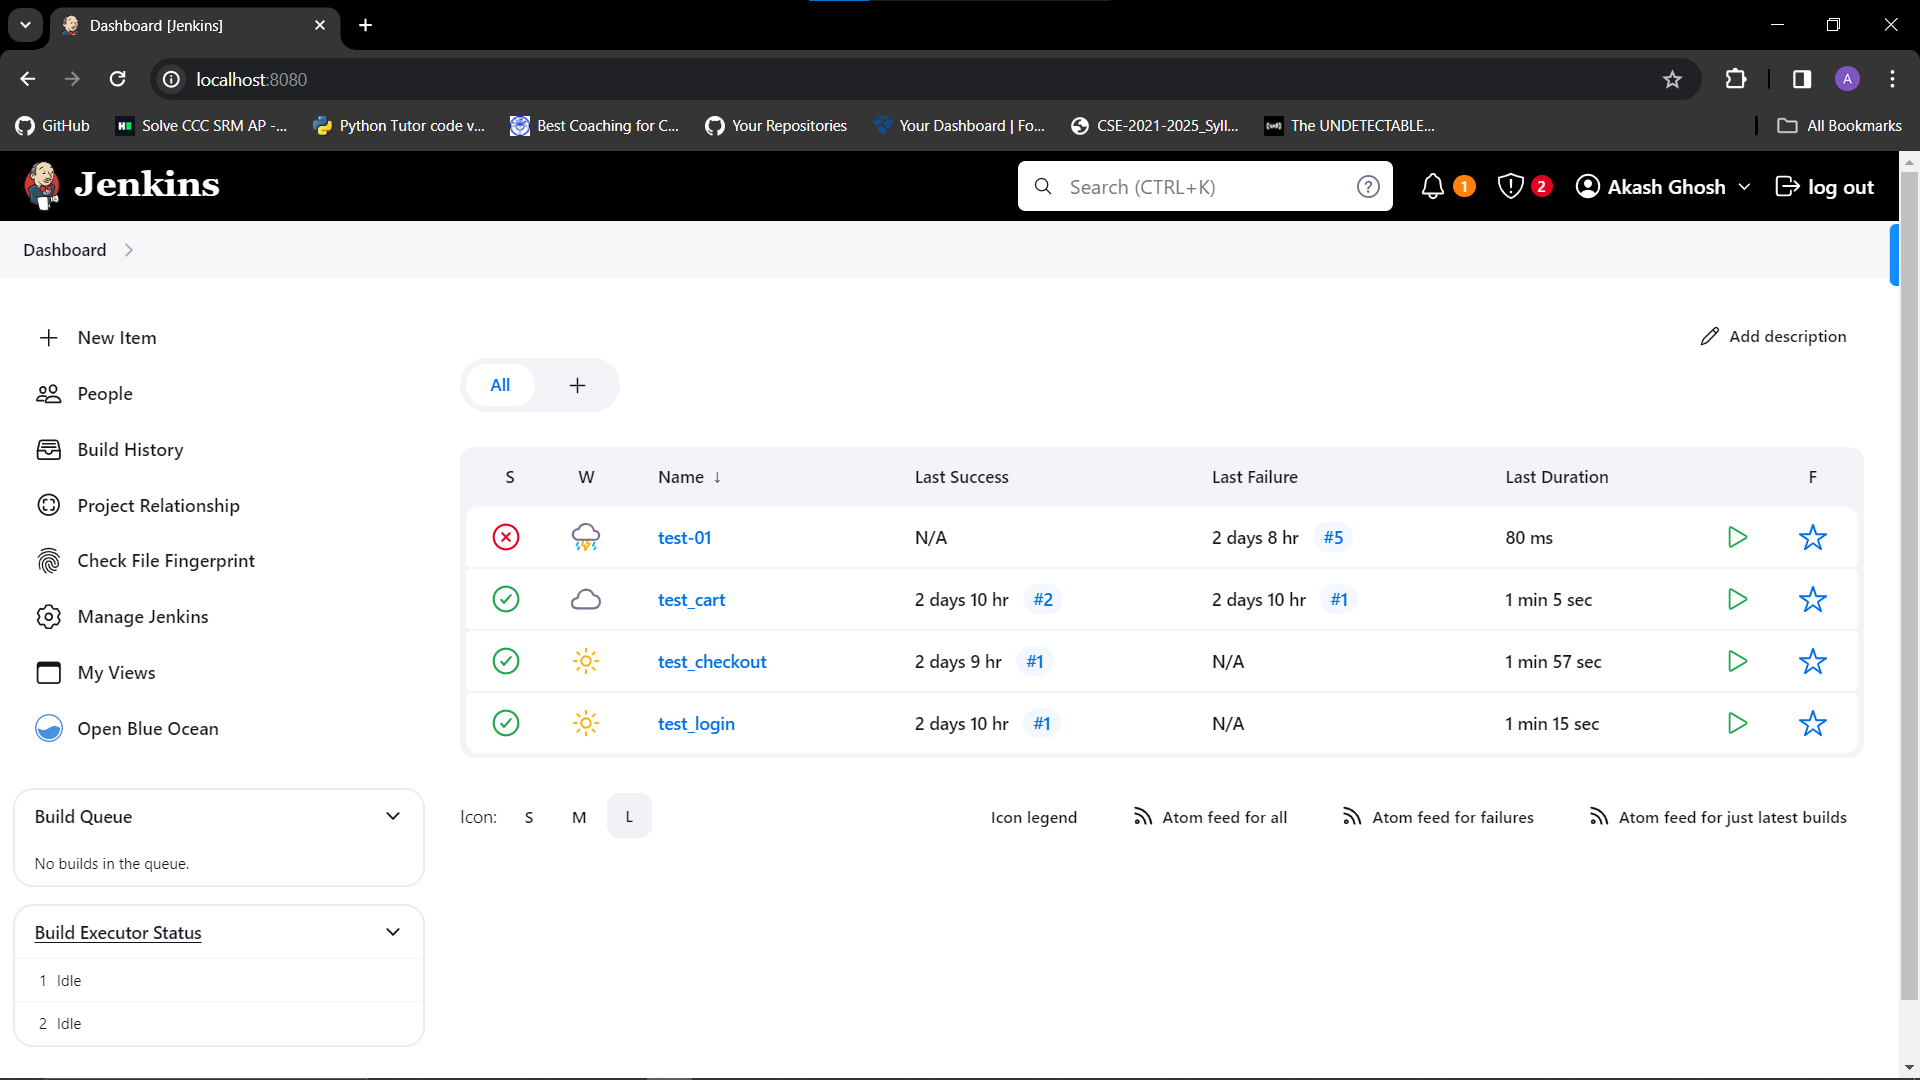 Dashboard [Jenkins]
localhost:8080
GitHub
Solve CCC SRM AP -...
Python Tutor code v...
Best Coaching for C...
Your Repositories
Your Dashboard | Fo...
CSE-2021-2025_Syll...
The UNDETECTABLE...
All Bookmarks
A
Jenkins
Search (CTRL+K)
1
2
Akash Ghosh
log out
Dashboard
New Item
People
Build History
Project Relationship
Check File Fingerprint
Manage Jenkins
My Views
Open Blue Ocean
Build Queue
No builds in the queue.
Build Executor Status
1 Idle
2 Idle
Add description
All +
S W Name ↓ Last Success Last Failure Last Duration F
test-01 N/A 2 days 8 hr #5 80 ms
test_cart 2 days 10 hr #2 2 days 10 hr #1 1 min 5 sec
test_checkout 2 days 9 hr #1 N/A 1 min 57 sec
test_login 2 days 10 hr #1 N/A 1 min 15 sec
Icon: S M L
Icon legend
Atom feed for all
Atom feed for failures
Atom feed for just latest builds